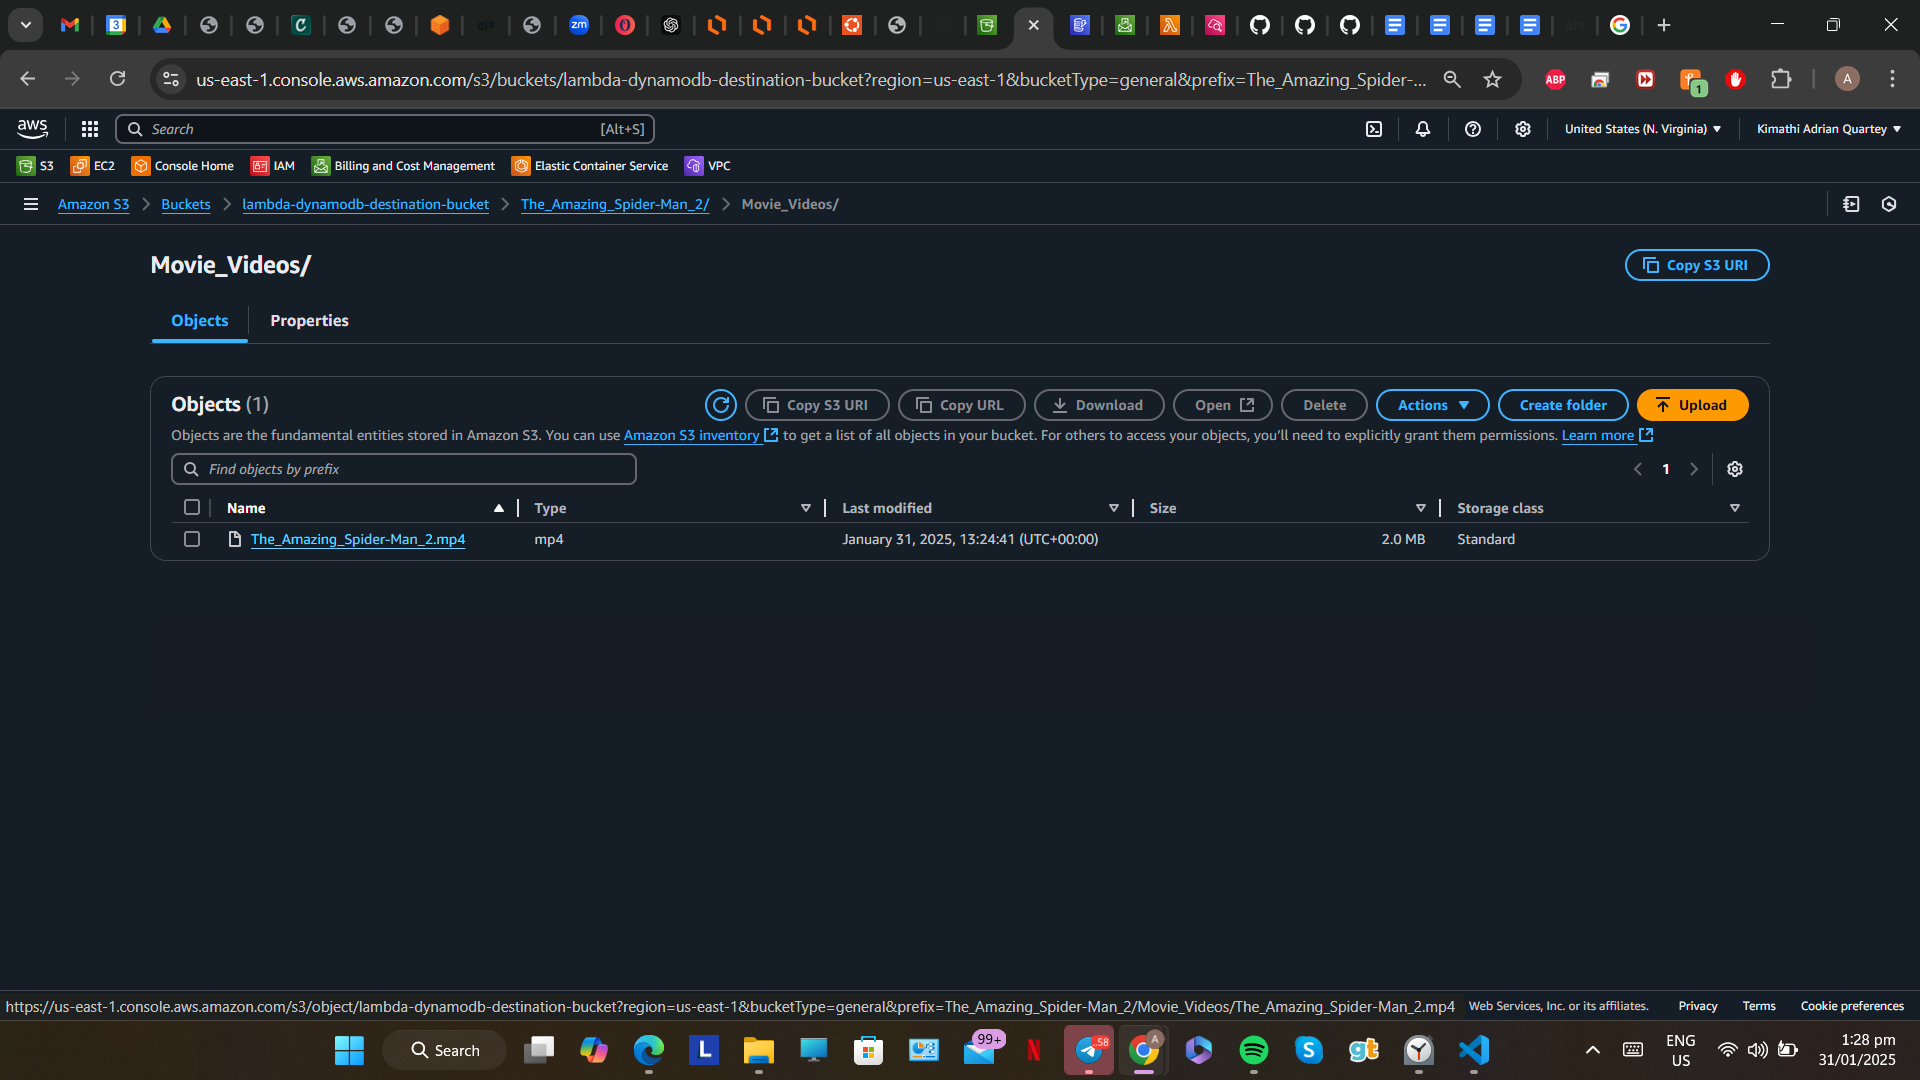 us-east-1.console.aws.amazon.com/s3/buckets/lambda-dynamodb-destination-bucket?region=us-east-1&bucketType=general&prefix=The_Amazing_Spider-...
ABP
1
A
aws
Search
[Alt+S]
United States (N. Virginia)
Kimathi Adrian Quartey
S3
EC2
Console Home
IAM
Billing and Cost Management
Elastic Container Service
VPC
Amazon S3
Buckets
lambda-dynamodb-destination-bucket
The_Amazing_Spider-Man_2/
Movie_Videos/
Movie_Videos/
Copy S3 URI
Objects
Properties
Objects (1)
Copy S3 URI
Copy URL
Download
Open
Delete
Actions
Create folder
Upload
Objects are the fundamental entities stored in Amazon S3. You can use Amazon S3 inventory to get a list of all objects in your bucket. For others to access your objects, you'll need to explicitly grant them permissions. Learn more
Find objects by prefix
1
Name
Type
Last modified
Size
Storage class
The_Amazing_Spider-Man_2.mp4
mp4
January 31, 2025, 13:24:41 (UTC+00:00)
2.0 MB
Standard
https://us-east-1.console.aws.amazon.com/s3/object/lambda-dynamodb-destination-bucket?region=us-east-1&bucketType=general&prefix=The_Amazing_Spider-Man_2/Movie_Videos/The_Amazing_Spider-Man_2.mp4
Web Services, Inc. or its affiliates.
Privacy
Terms
Cookie preferences
Search
L
99+
N
..58
A
S
gt
ENG
US
1:28 pm
31/01/2025